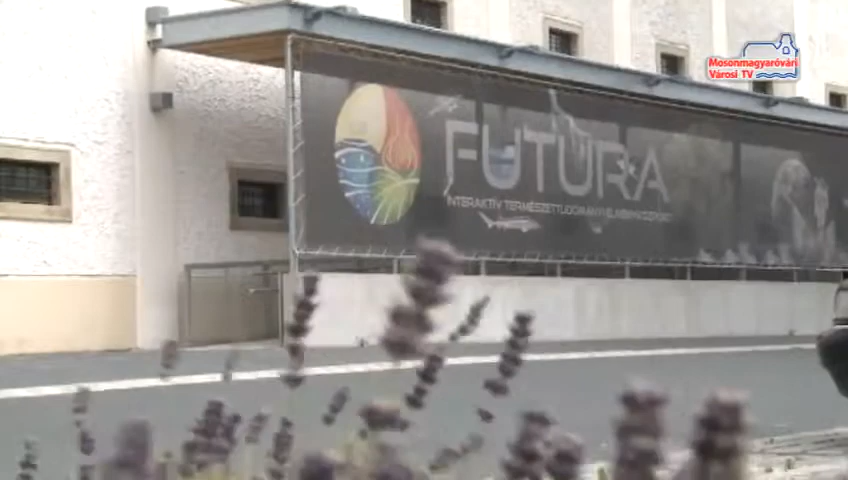 Mosonmagyaróvári
Városi TV
FUTURA
INTERAKTÍV TERMÉSZETTUDOMÁNYI ÉLMÉNYKÖZPONT